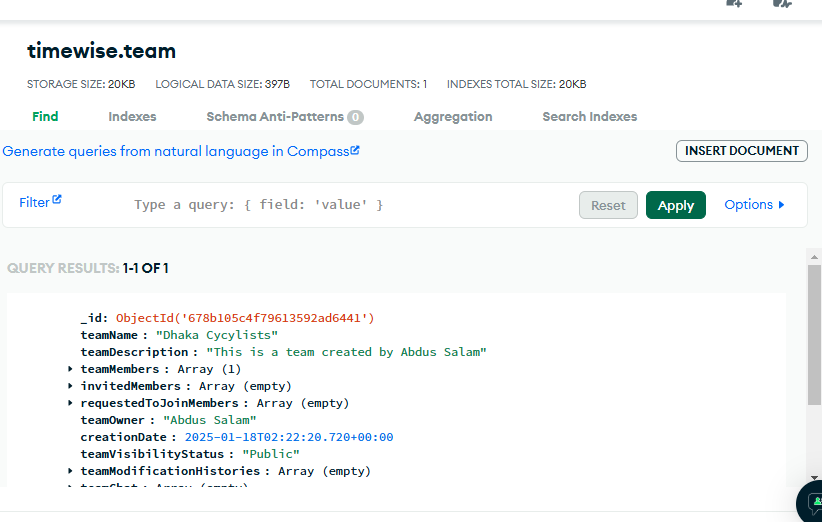 timewise.team
STORAGE SIZE: 20KB LOGICAL DATA SIZE: 397B TOTAL DOCUMENTS: 1 INDEXES TOTAL SIZE: 20KB
Find Indexes Schema Anti-Patterns 0 Aggregation Search Indexes
Generate queries from natural language in Compass
INSERT DOCUMENT
Filter Type a query: { field: 'value' } Reset Apply Options
QUERY RESULTS: 1-1 OF 1
_id: ObjectId('678b105c4f79613592ad6441')
teamName : "Dhaka Cycylists"
teamDescription : "This is a team created by Abdus Salam"
teamMembers : Array (1)
invitedMembers : Array (empty)
requestedToJoinMembers : Array (empty)
teamOwner : "Abdus Salam"
creationDate : 2025-01-18T02:22:20.720+00:00
teamVisibilityStatus : "Public"
teamModificationHistories : Array (empty)
teamChat : Array (empty)